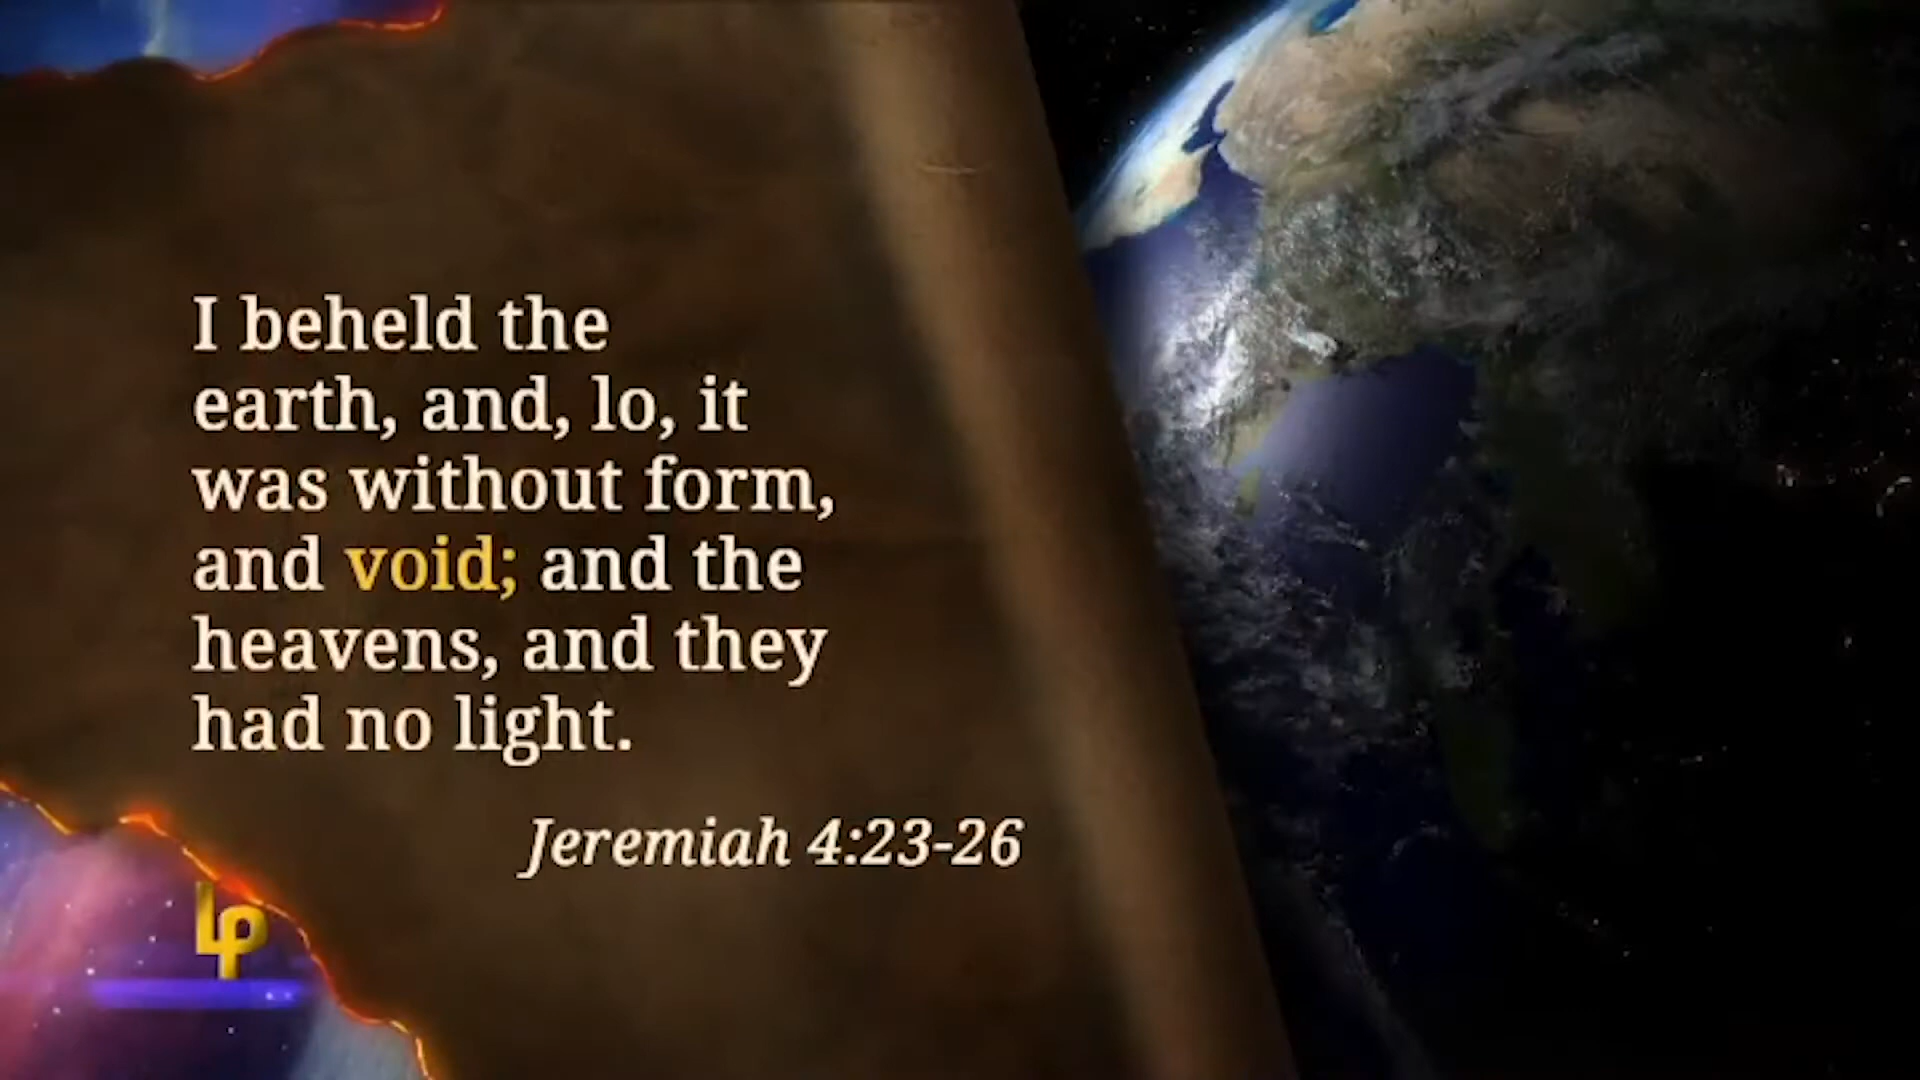 I beheld the
earth, and, lo, it
was without form,
and void; and the
heavens, and they
had no light.
Jeremiah 4:23-26
LP